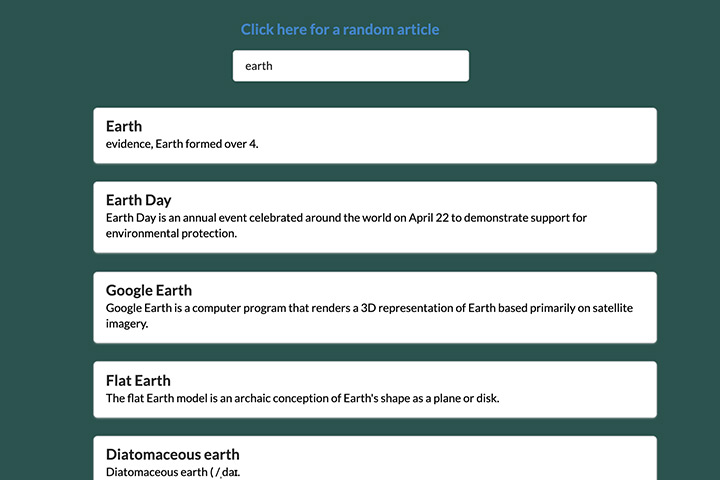 Click here for a random article
earth
Earth
evidence, Earth formed over 4.
Earth Day
Earth Day is an annual event celebrated around the world on April 22 to demonstrate support for
environmental protection.
Google Earth
Google Earth is a computer program that renders a 3D representation of Earth based primarily on satellite
imagery.
Flat Earth
The flat Earth model is an archaic conception of Earth's shape as a plane or disk.
Diatomaceous earth
Diatomaceous earth ( /ˌdaɪ.